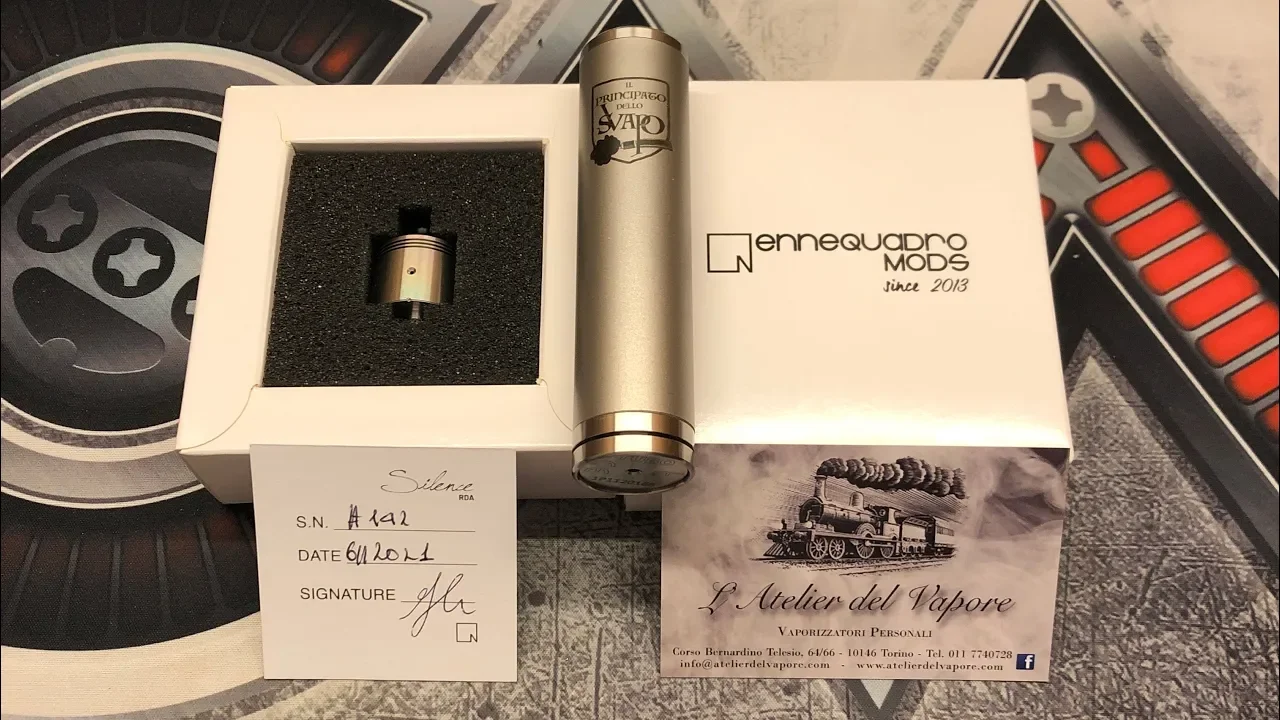 IL
PRINCIPATO
DELLO
SVAPO
N
ennequadro
MODS
since 2013
Silence
RDA
S.N. A 142
DATE 6/2021
SIGNATURE
N
L'Atelier del Vapore
VAPORIZZATORI PERSONALI
Corso Bernardino Telesio, 64/66 - 10146 Torino - Tel. 011 7740728
info@atelierdelvapore.com - www.atelierdelvapore.com
f